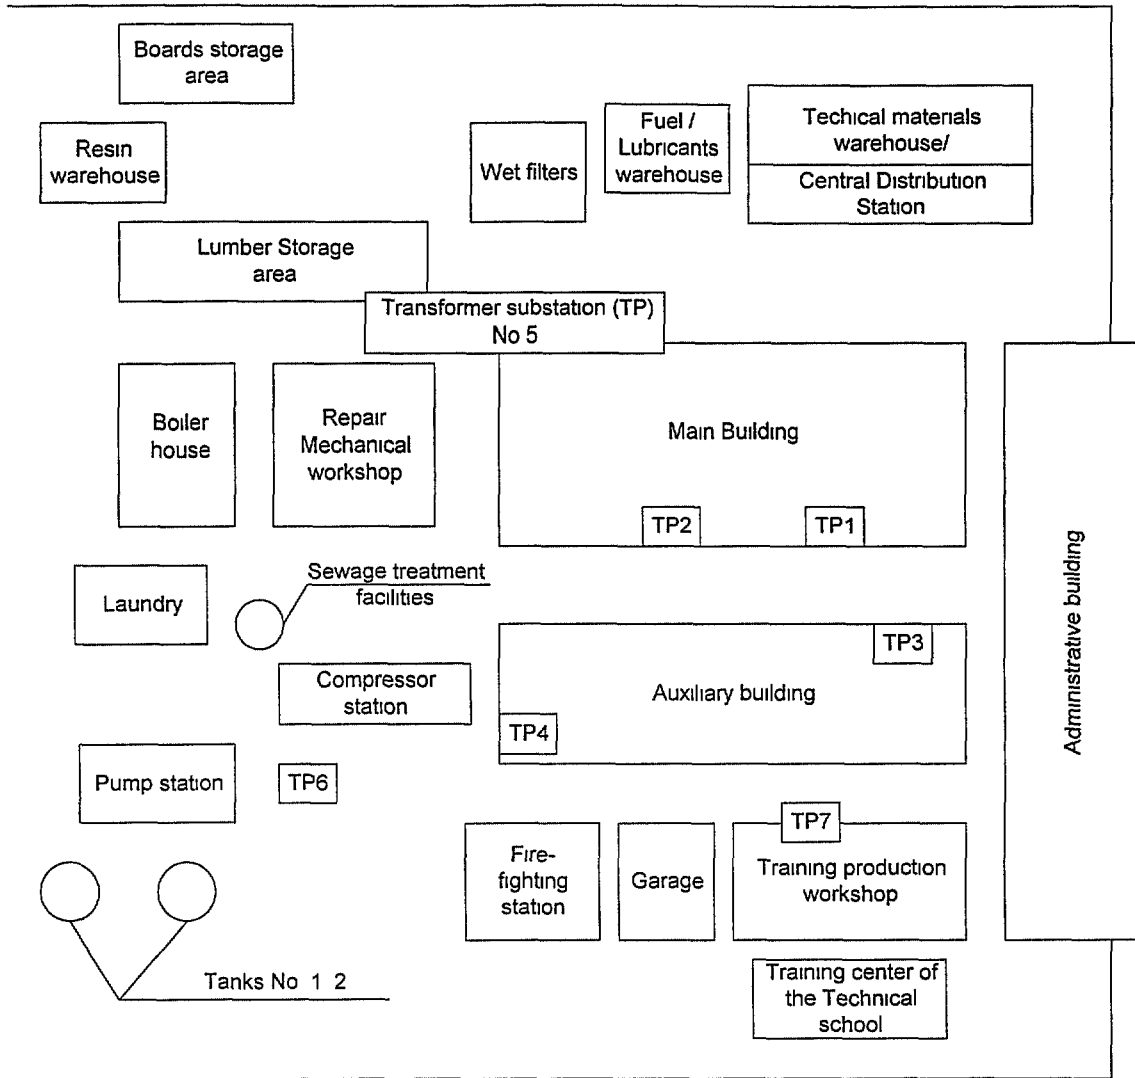 Boards storage
area
Resin
warehouse
Wet filters
Fuel /
Lubricants
warehouse
Techical materials
warehouse/
Central Distribution
Station
Lumber Storage
area
Transformer substation (TP)
No 5
Boiler
house
Repair
Mechanical
workshop
Main Building
TP2
TP1
Administrative building
Laundry
Sewage treatment
facilities
TP3
Compressor
station
Auxiliary building
TP4
Pump station
TP6
TP7
Fire-
fighting
station
Garage
Training production
workshop
Tanks No 1 2
Training center of
the Technical
school